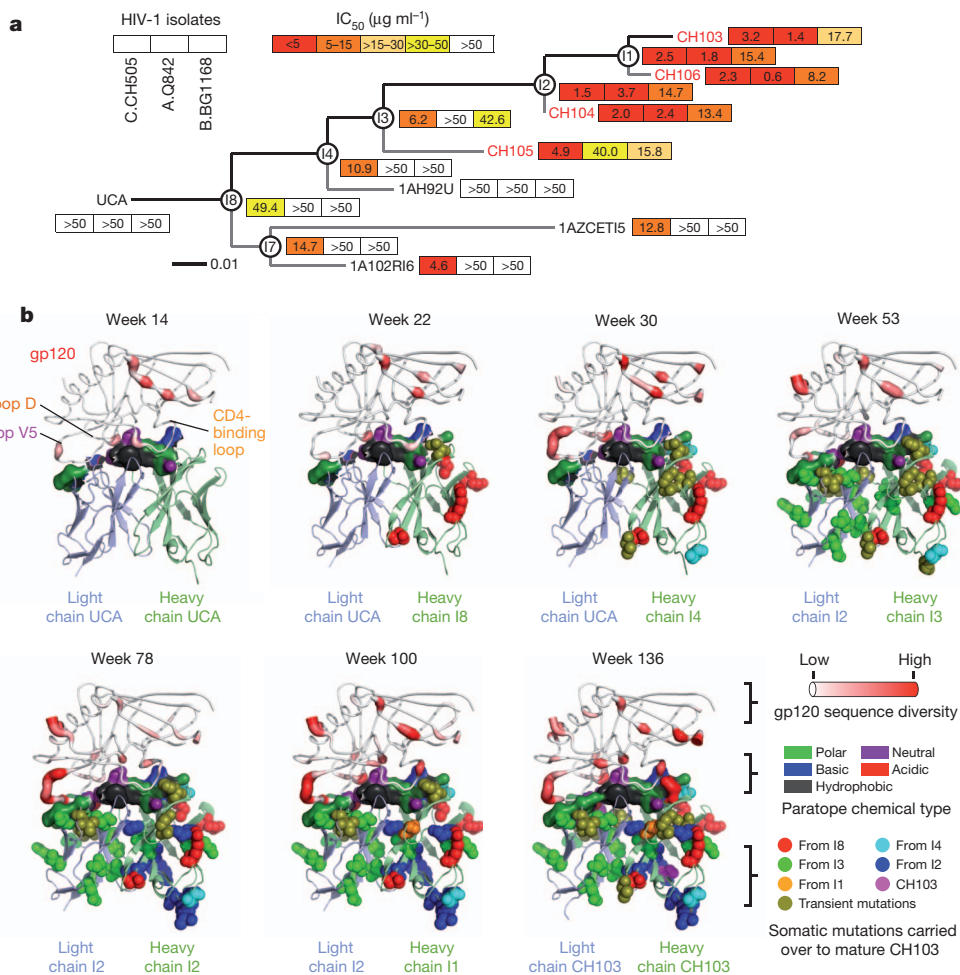 a
HIV-1 isolates
C.CH505
A.Q842
B.BG1168
IC50 (μg ml−1)
<5 5–15 >15–30 >30–50 >50
CH103 3.2 1.4 17.7
I1 2.5 1.8 15.4
CH106 2.3 0.6 8.2
I2 1.5 3.7 14.7
CH104 2.0 2.4 13.4
I3 6.2 >50 42.6
CH105 4.9 40.0 15.8
I4 10.9 >50 >50
1AH92U >50 >50 >50
UCA >50 >50 >50
I8 49.4 >50 >50
1AZCETI5 12.8 >50 >50
I7 14.7 >50 >50
1A102RI6 4.6 >50 >50
0.01
b
Week 14
gp120
op D
op V5
CD4-
binding
loop
Light
chain UCA
Heavy
chain UCA
Week 22
Light
chain UCA
Heavy
chain I8
Week 30
Light
chain UCA
Heavy
chain I4
Week 53
Light
chain I2
Heavy
chain I3
Week 78
Light
chain I2
Heavy
chain I2
Week 100
Light
chain I2
Heavy
chain I1
Week 136
Light
chain CH103
Heavy
chain CH103
Low High
gp120 sequence diversity
Polar Neutral
Basic Acidic
Hydrophobic
Paratope chemical type
From I8 From I4
From I3 From I2
From I1 CH103
Transient mutations
Somatic mutations carried
over to mature CH103